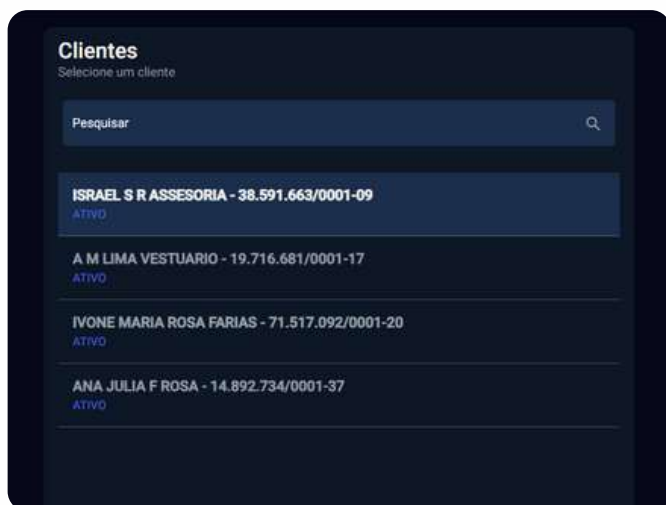 Clientes
Selecione um cliente
Pesquisar
ISRAEL S R ASSESORIA - 38.591.663/0001-09
ATIVO
A M LIMA VESTUARIO - 19.716.681/0001-17
ATIVO
IVONE MARIA ROSA FARIAS - 71.517.092/0001-20
ATIVO
ANA JULIA F ROSA - 14.892.734/0001-37
ATIVO